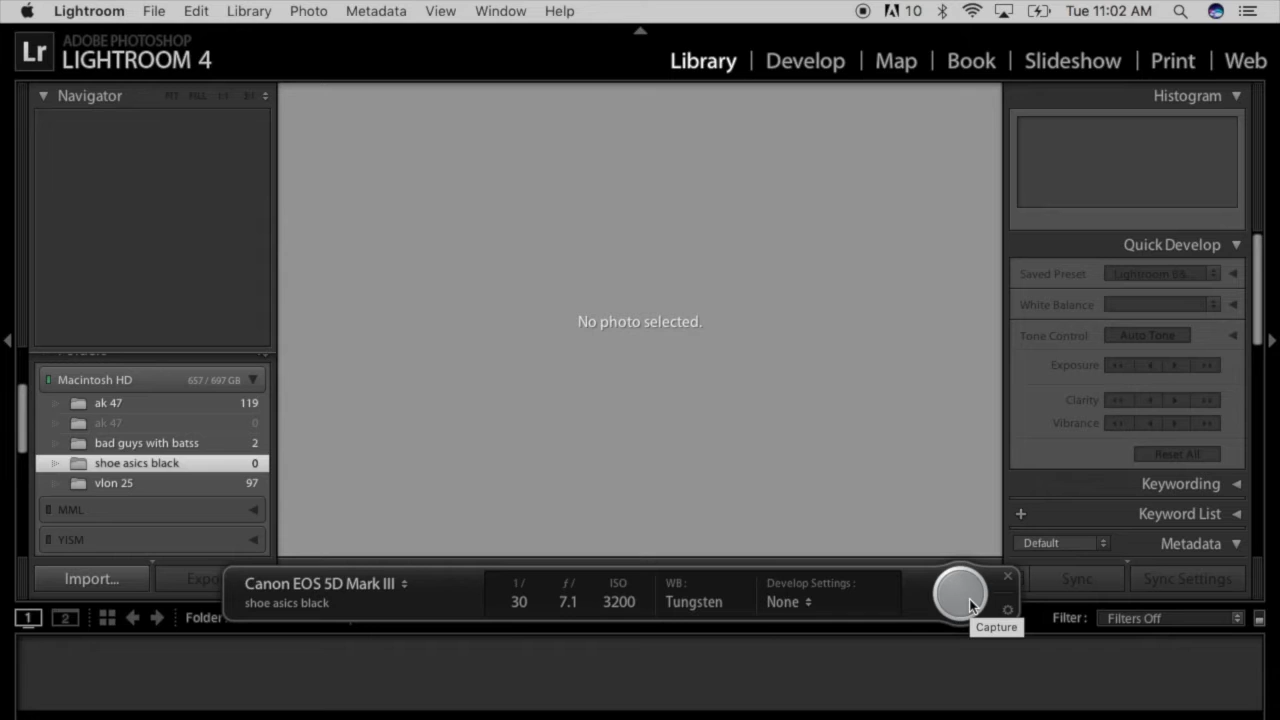 Lightroom File Edit Library Photo Metadata View Window Help 10 Tue 11:02 AM
Lr ADOBE PHOTOSHOP
LIGHTROOM 4
Library | Develop | Map | Book | Slideshow | Print | Web
Navigator FIT FILL 1:1
Histogram
No photo selected.
Quick Develop
Saved Preset
White Balance
Tone Control Auto Tone
Exposure
Clarity
Vibrance
Reset All
Keywording
+ Keyword List
Default Metadata
Sync Sync Settings
Macintosh HD 657 / 697 GB
ak 47 119
ak 47 0
bad guys with batss 2
shoe asics black 0
vlon 25 97
MML
YISM
Import...
Canon EOS 5D Mark III
shoe asics black
1/ ƒ/ ISO WB: Develop Settings:
30 7.1 3200 Tungsten None
Capture
1 2 Folder
Filter: Filters Off